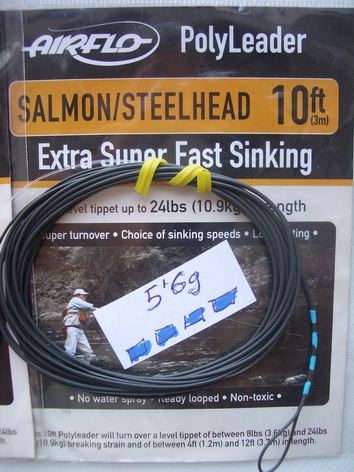 AIRFLO PolyLeader
SALMON/STEELHEAD 10ft
(3m)
Extra Super Fast Sinking
level tippet up to 24lbs (10.9kg)
uper turnover • Choice of sinking speeds •
5'6g
• No water spray - Ready looped • Non-toxic •
0ft Polyleader will turn over a level tippet of between 8lbs (3.6kg) and 24lbs
(10.9kg) breaking strain and of between 4ft (1.2m) and 12ft (3.7m) in length.